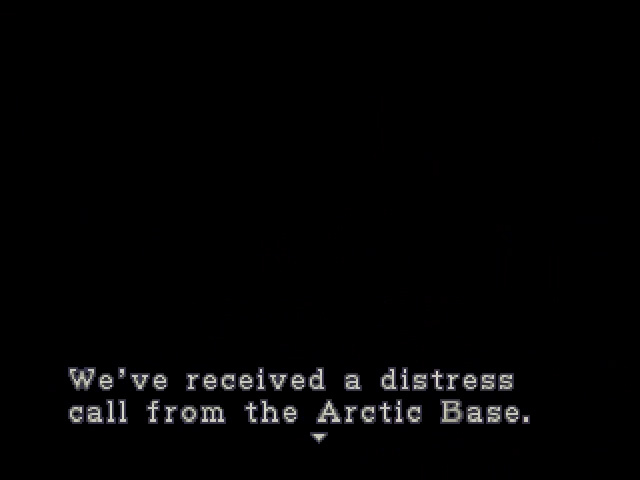 We've received a distress
call from the Arctic Base.